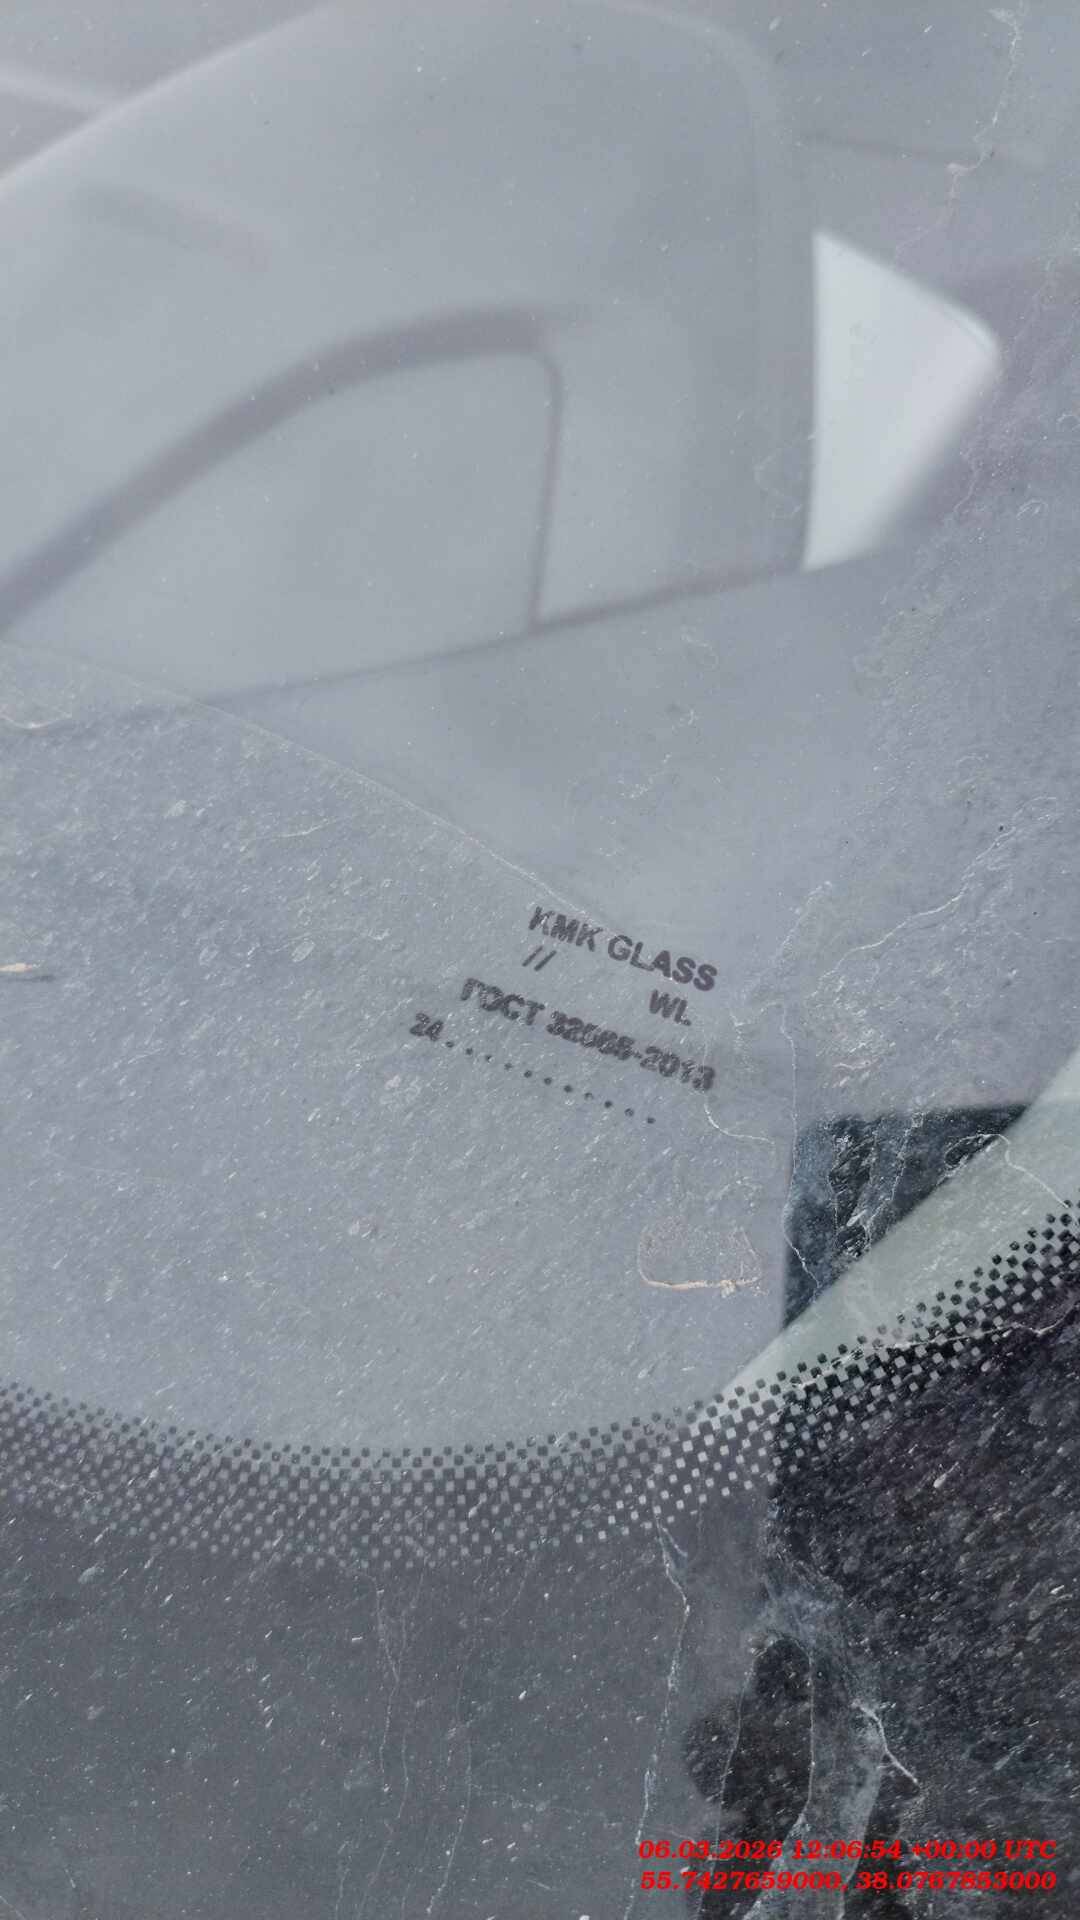 KMK GLASS
// WL
ГОСТ 32565-2013
24 . . . . . . . . . . .
06.03.2026 12:06:54 +00:00 UTC
55.7427659000, 38.0767853000